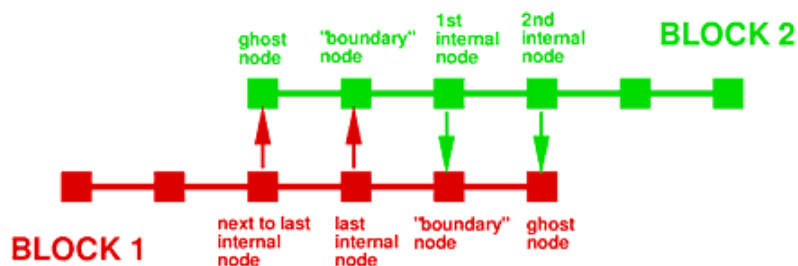 ghost
node
"boundary"
node
1st
internal
node
2nd
internal
node
BLOCK 2
next to last
internal
node
last
internal
node
"boundary"
node
ghost
node
BLOCK 1